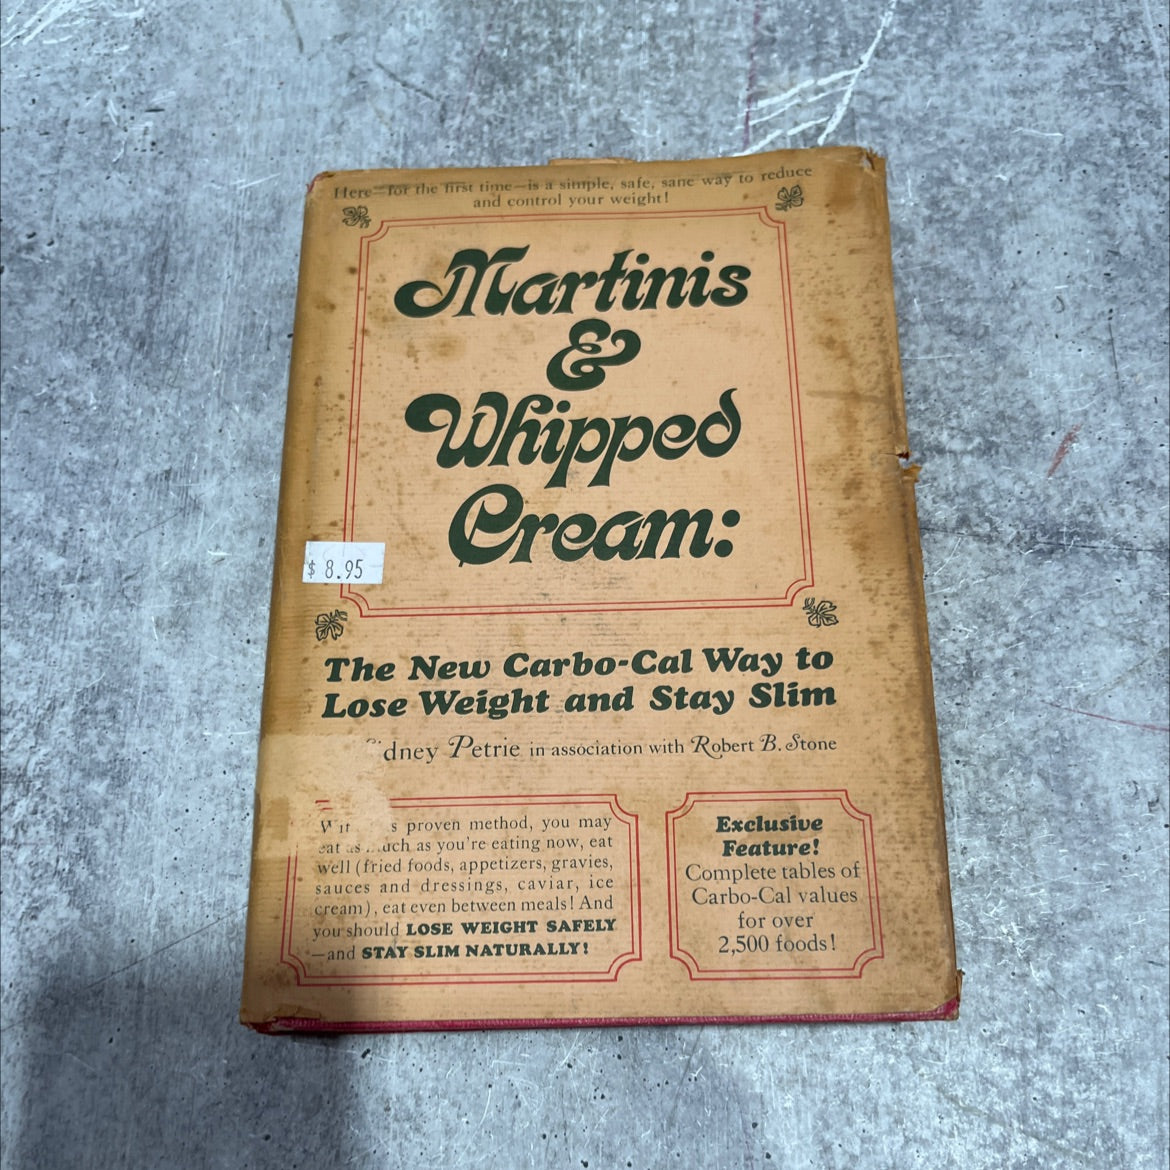 Here—for the first time—is a simple, safe, sane way to reduce
and control your weight!
Martinis
&
Whipped
Cream:
$ 8.95
The New Carbo-Cal Way to
Lose Weight and Stay Slim
dney Petrie in association with Robert B. Stone
proven method, you may
eat as much as you're eating now, eat
well (fried foods, appetizers, gravies,
sauces and dressings, caviar, ice
cream), eat even between meals! And
you should LOSE WEIGHT SAFELY
—and STAY SLIM NATURALLY!
Exclusive
Feature!
Complete tables of
Carbo-Cal values
for over
2,500 foods!